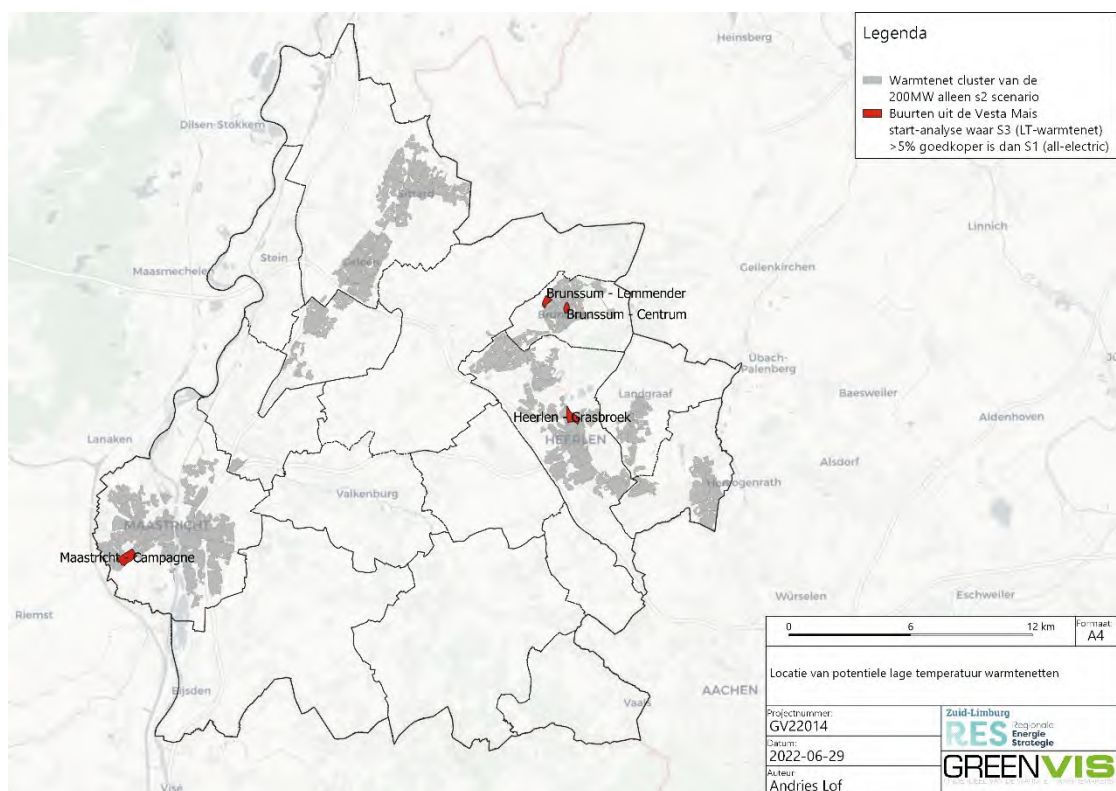 Legenda
Warmtenet cluster van de
200MW alleen s2 scenario
Buurten uit de Vesta Mais
start-analyse waar S3 (LT-warmtenet)
>5% goedkoper is dan S1 (all-electric)
Heinsberg
Dilsen-Stokkem
Sittard
Linnich
Stein
Geleen
Maasmechelen
Geilenkirchen
Brunssum - Lemmender
Brunssum - Centrum
Übach-
Palenberg
Landgraaf
Baesweiler
Aldenhoven
Heerlen - Grasbroek
HEERLEN
Lanaken
Alsdorf
Herzogenrath
Valkenburg
MAASTRICHT
Maastricht - Campagne
Riemst
Würselen
Eschweiler
Eijsden
Vaals
AACHEN
Visé
0 6 12 km
Formaat:
A4
Locatie van potentiele lage temperatuur warmtenetten
Projectnummer:
GV22014
Datum:
2022-06-29
Auteur
Andries Lof
Zuid-Limburg
RES Regionale
Energie
Strategie
GREENVIS